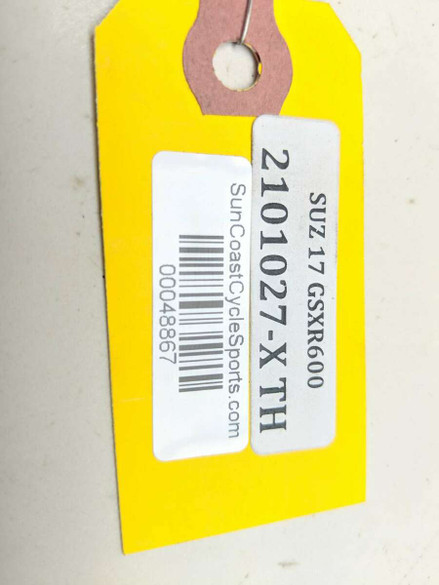 SUZ 17 GSXR600
2101027-X TH
SunCoastCycleSports.com
00048867